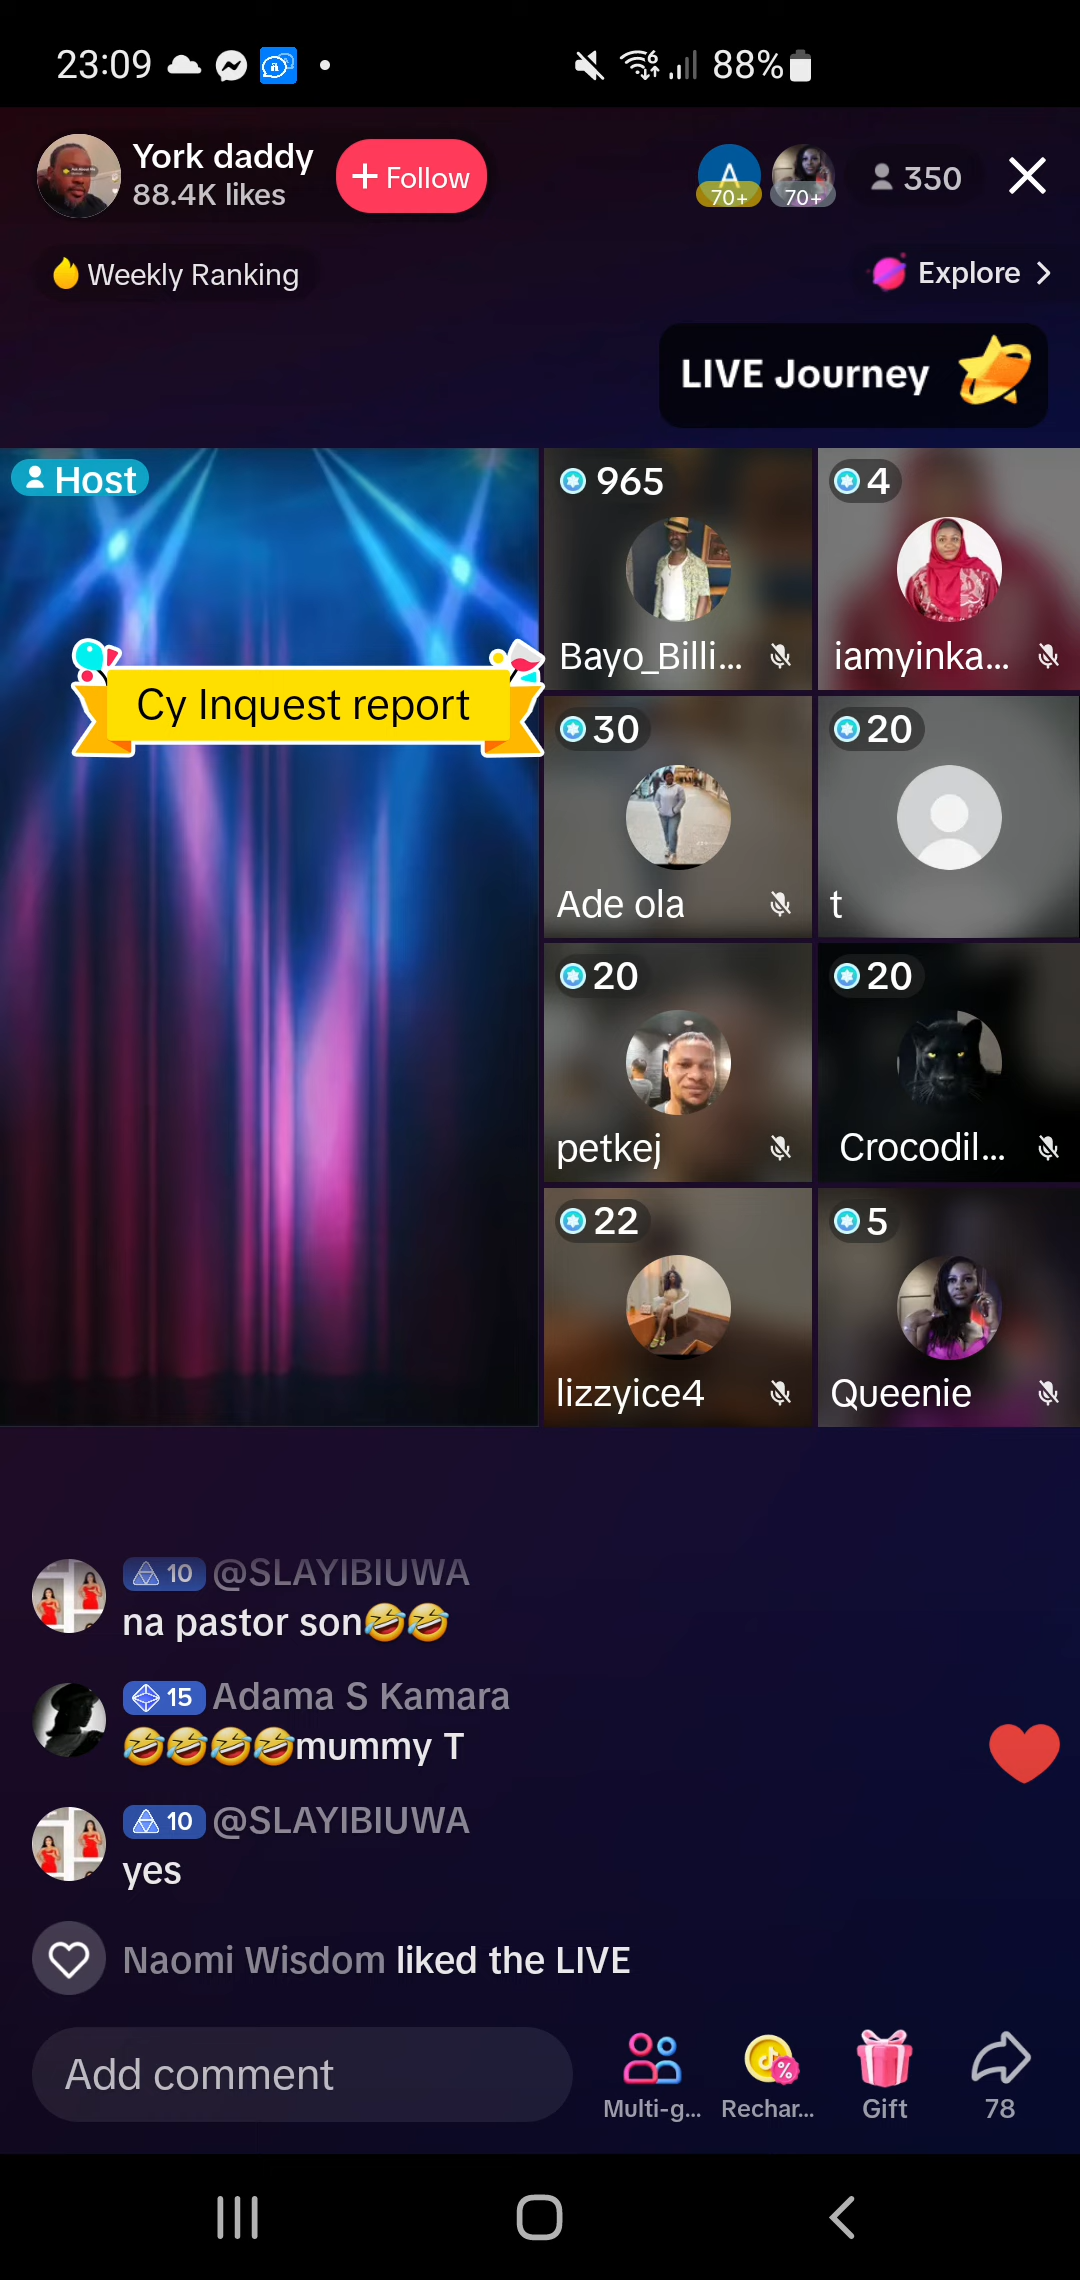 23:09
88%
York daddy
88.4K likes
+ Follow
A
70+
70+
350
Weekly Ranking
Explore >
LIVE Journey
Host
965
4
Bayo_Billi...
iamyinka...
Cy Inquest report
30
20
Ade ola
t
20
20
petkej
Crocodil...
22
5
lizzyice4
Queenie
10 @SLAYIBIUWA
na pastor son🤣🤣
15 Adama S Kamara
🤣🤣🤣🤣mummy T
10 @SLAYIBIUWA
yes
Naomi Wisdom liked the LIVE
Add comment
Multi-g...
Rechar...
Gift
78